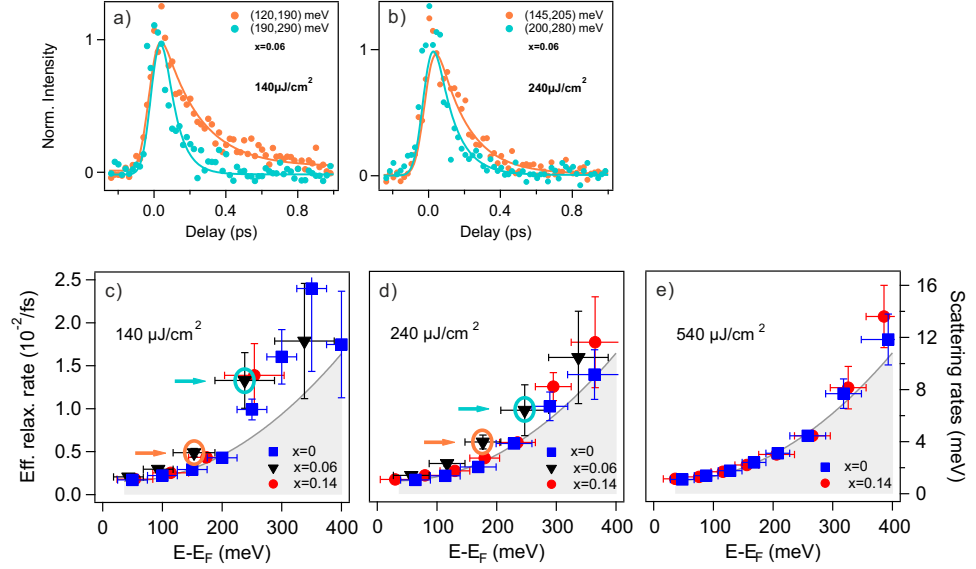 a)
(120,190) meV
(190,290) meV
x=0.06
140μJ/cm²
Norm. Intensity
1
0
0.0 0.4 0.8
Delay (ps)
b)
(145,205) meV
(200,280) meV
x=0.06
240μJ/cm²
1
0
0.0 0.4 0.8
Delay (ps)
c)
140 μJ/cm²
Eff. relax. rate (10⁻²/fs)
2.5
2.0
1.5
1.0
0.5
0.0
x=0
x=0.06
x=0.14
0 100 200 300 400
E-E_F (meV)
d)
240 μJ/cm²
x=0
x=0.06
x=0.14
0 100 200 300 400
E-E_F (meV)
e)
540 μJ/cm²
x=0
x=0.14
0 100 200 300 400
E-E_F (meV)
16
12
8
4
0
Scattering rates (meV)